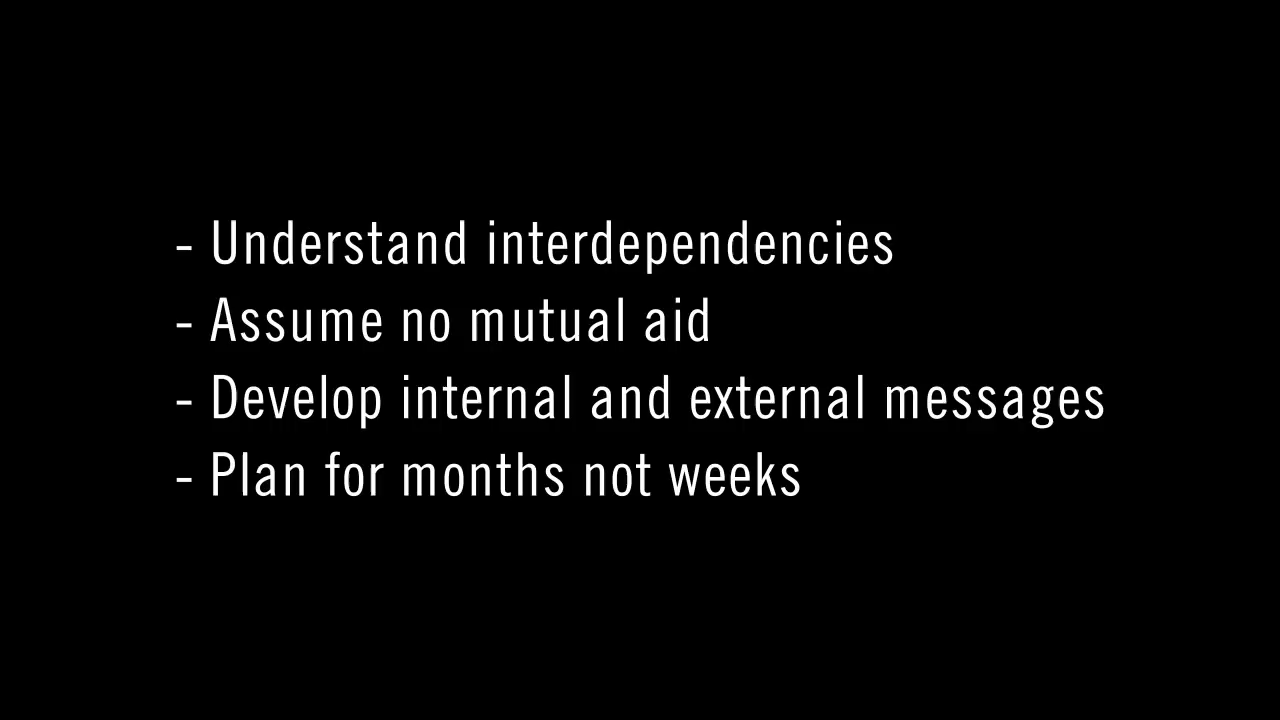 - Understand interdependencies
- Assume no mutual aid
- Develop internal and external messages
- Plan for months not weeks